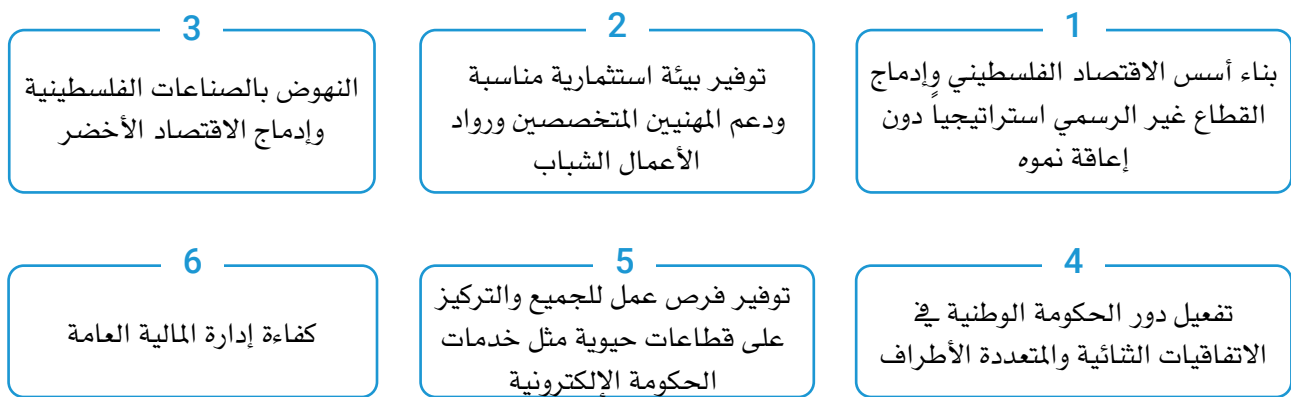 1
بناء أسس الاقتصاد الفلسطيني وإدماج
القطاع غير الرسمي استراتيجياً دون
إعاقة نموه
2
توفير بيئة استثمارية مناسبة
ودعم المهنيين المتخصصين ورواد
الأعمال الشباب
3
النهوض بالصناعات الفلسطينية
وإدماج الاقتصاد الأخضر
4
تفعيل دور الحكومة الوطنية في
الاتفاقيات الثنائية والمتعددة الأطراف
5
توفير فرص عمل للجميع والتركيز
على قطاعات حيوية مثل خدمات
الحكومة الإلكترونية
6
كفاءة إدارة المالية العامة